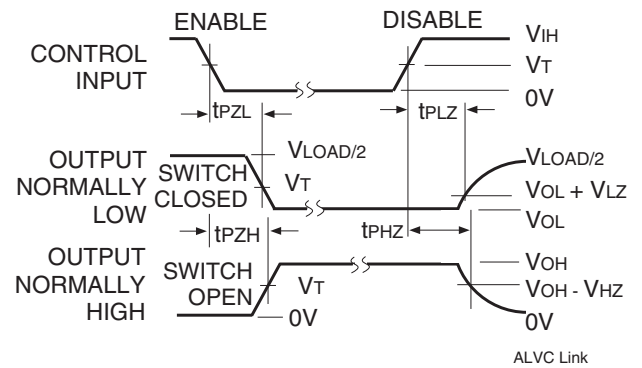 ENABLE DISABLE
CONTROL INPUT
VIH
VT
0V
tPZL
tPLZ
OUTPUT NORMALLY LOW
SWITCH CLOSED
VLOAD/2
VT
VLOAD/2
VOL + VLZ
VOL
tPZH
tPHZ
OUTPUT NORMALLY HIGH
SWITCH OPEN
VT
0V
VOH
VOH - VHZ
0V
ALVC Link